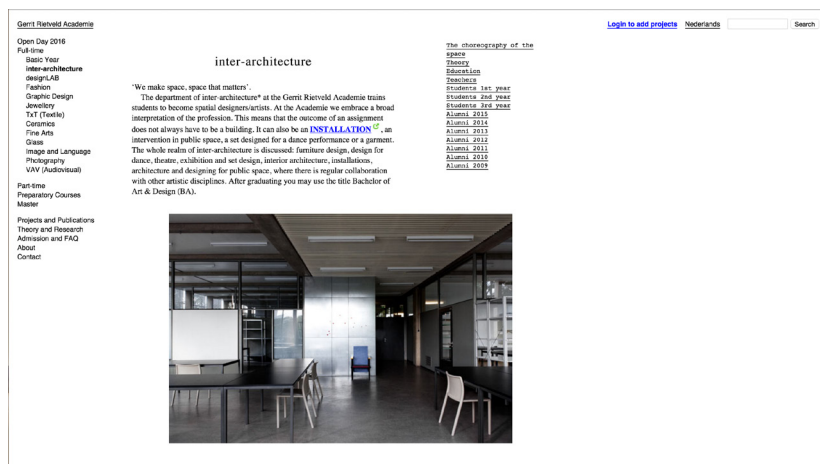 Gerrit Rietveld Academie
Login to add projects
Nederlands
Search
Open Day 2016
Full-time
Basic Year
inter-architecture
designLAB
Fashion
Graphic Design
Jewellery
TxT (Textile)
Ceramics
Fine Arts
Glass
Image and Language
Photography
VAV (Audiovisual)
Part-time
Preparatory Courses
Master
Projects and Publications
Theory and Research
Admission and FAQ
About
Contact
inter-architecture
‘We make space, space that matters’.
The department of inter-architecture* at the Gerrit Rietveld Academie trains
students to become spatial designers/artists. At the Academie we embrace a broad
interpretation of the profession. This means that the outcome of an assignment
does not always have to be a building. It can also be an INSTALLATION , an
intervention in public space, a set designed for a dance performance or a garment.
The whole realm of inter-architecture is discussed: furniture design, design for
dance, theatre, exhibition and set design, interior architecture, installations,
architecture and designing for public space, where there is regular collaboration
with other artistic disciplines. After graduating you may use the title Bachelor of
Art & Design (BA).
The choreography of the
space
Theory
Education
Teachers
Students 1st year
Students 2nd year
Students 3rd year
Alumni 2015
Alumni 2014
Alumni 2013
Alumni 2012
Alumni 2011
Alumni 2010
Alumni 2009